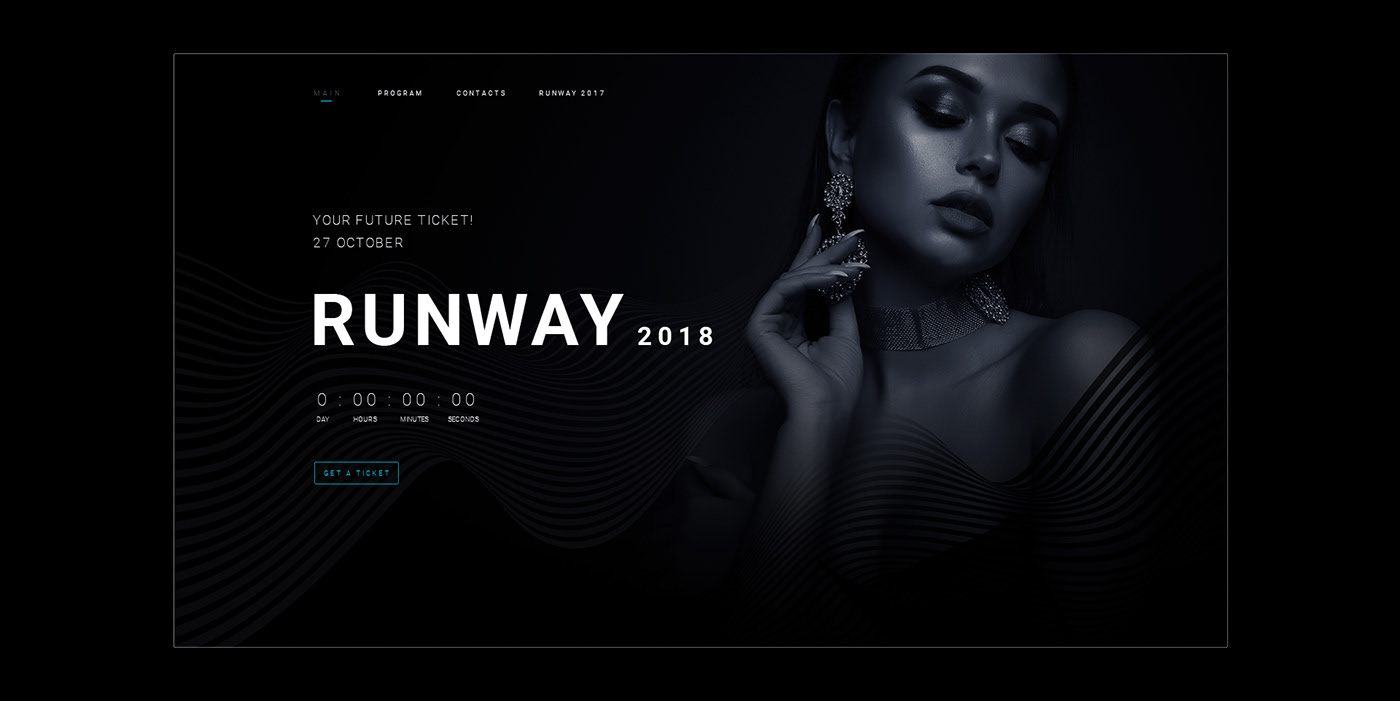 MAIN PROGRAM CONTACTS RUNWAY 2017
YOUR FUTURE TICKET!
27 OCTOBER
RUNWAY 2018
0 : 00 : 00 : 00
DAY HOURS MINUTES SECONDS
GET A TICKET